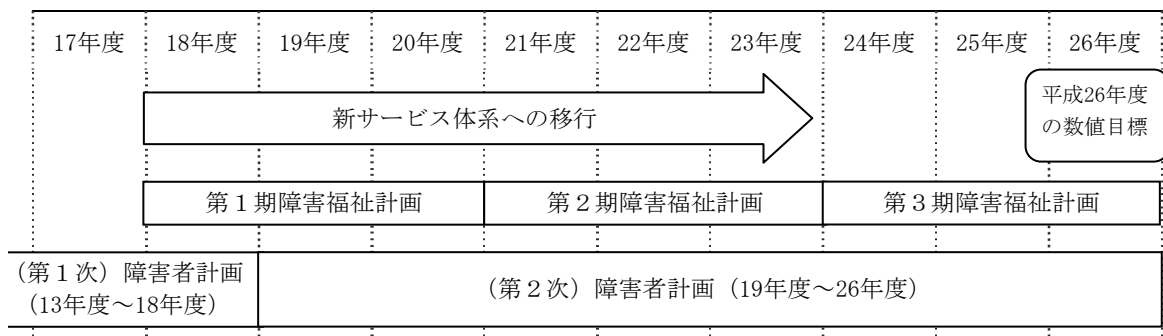 17年度 18年度 19年度 20年度 21年度 22年度 23年度 24年度 25年度 26年度
平成26年度
の数値目標
新サービス体系への移行
第１期障害福祉計画 第２期障害福祉計画 第３期障害福祉計画
（第１次）障害者計画
（13年度～18年度）
（第２次）障害者計画（19年度～26年度）